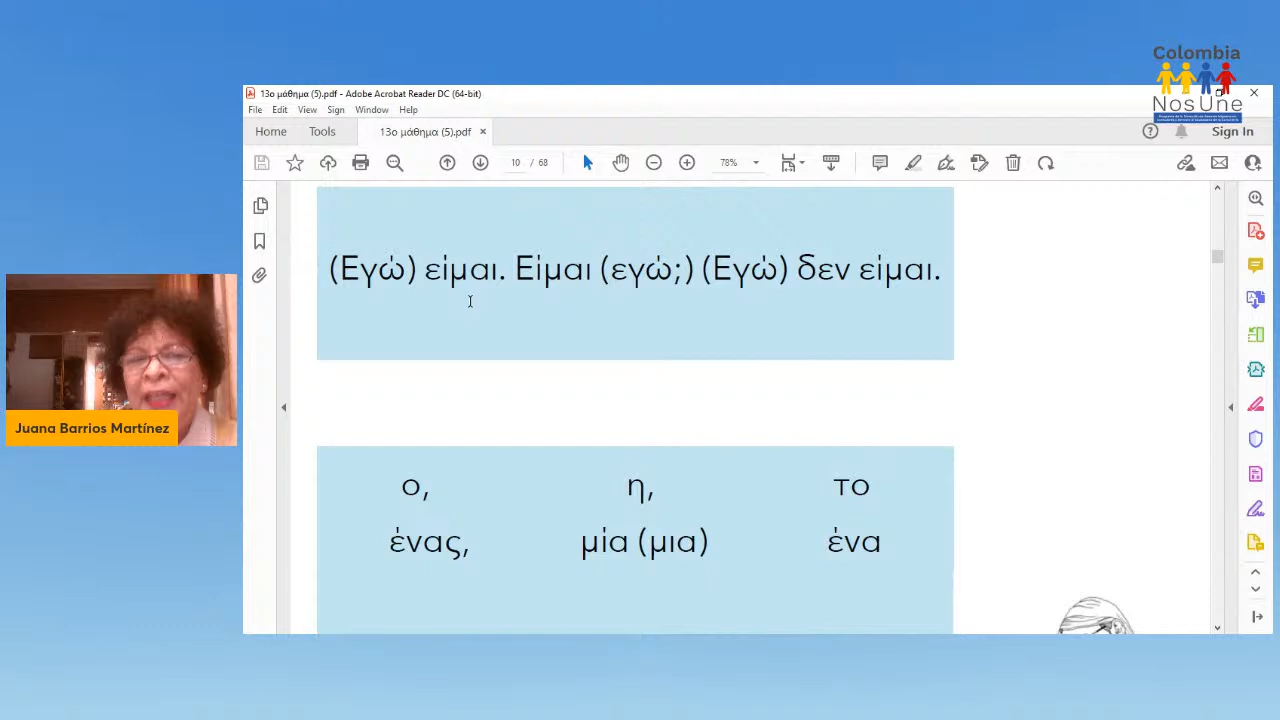 Colombia
Nos Une
13ο μάθημα (5).pdf - Adobe Acrobat Reader DC (64-bit)
File Edit View Sign Window Help
Home Tools 13ο μάθημα (5).pdf × Sign In
10 / 68 78%
(Εγώ) είμαι. Είμαι (εγώ;) (Εγώ) δεν είμαι.
ο, η, το
ένας, μία (μια) ένα
Juana Barrios Martínez